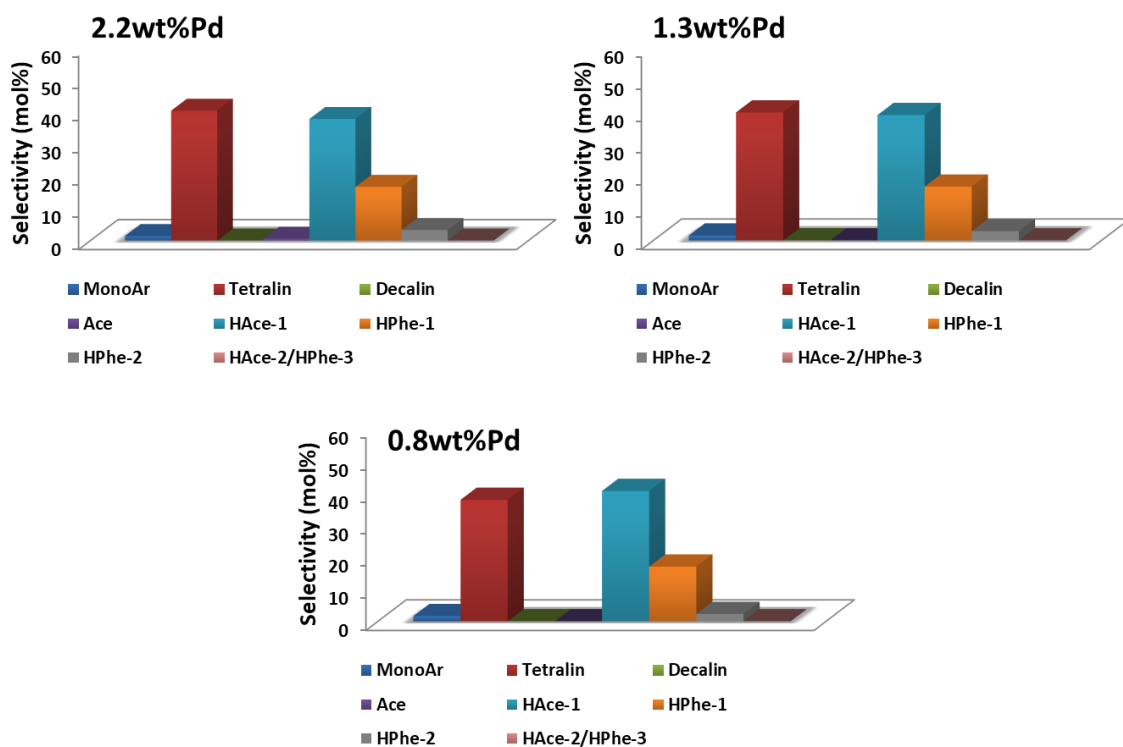 2.2wt%Pd
Selectivity (mol%)
60
50
40
30
20
10
0
MonoAr Tetralin Decalin
Ace HAce-1 HPhe-1
HPhe-2 HAce-2/HPhe-3
1.3wt%Pd
Selectivity (mol%)
60
50
40
30
20
10
0
MonoAr Tetralin Decalin
Ace HAce-1 HPhe-1
HPhe-2 HAce-2/HPhe-3
0.8wt%Pd
Selectivity (mol%)
60
50
40
30
20
10
0
MonoAr Tetralin Decalin
Ace HAce-1 HPhe-1
HPhe-2 HAce-2/HPhe-3